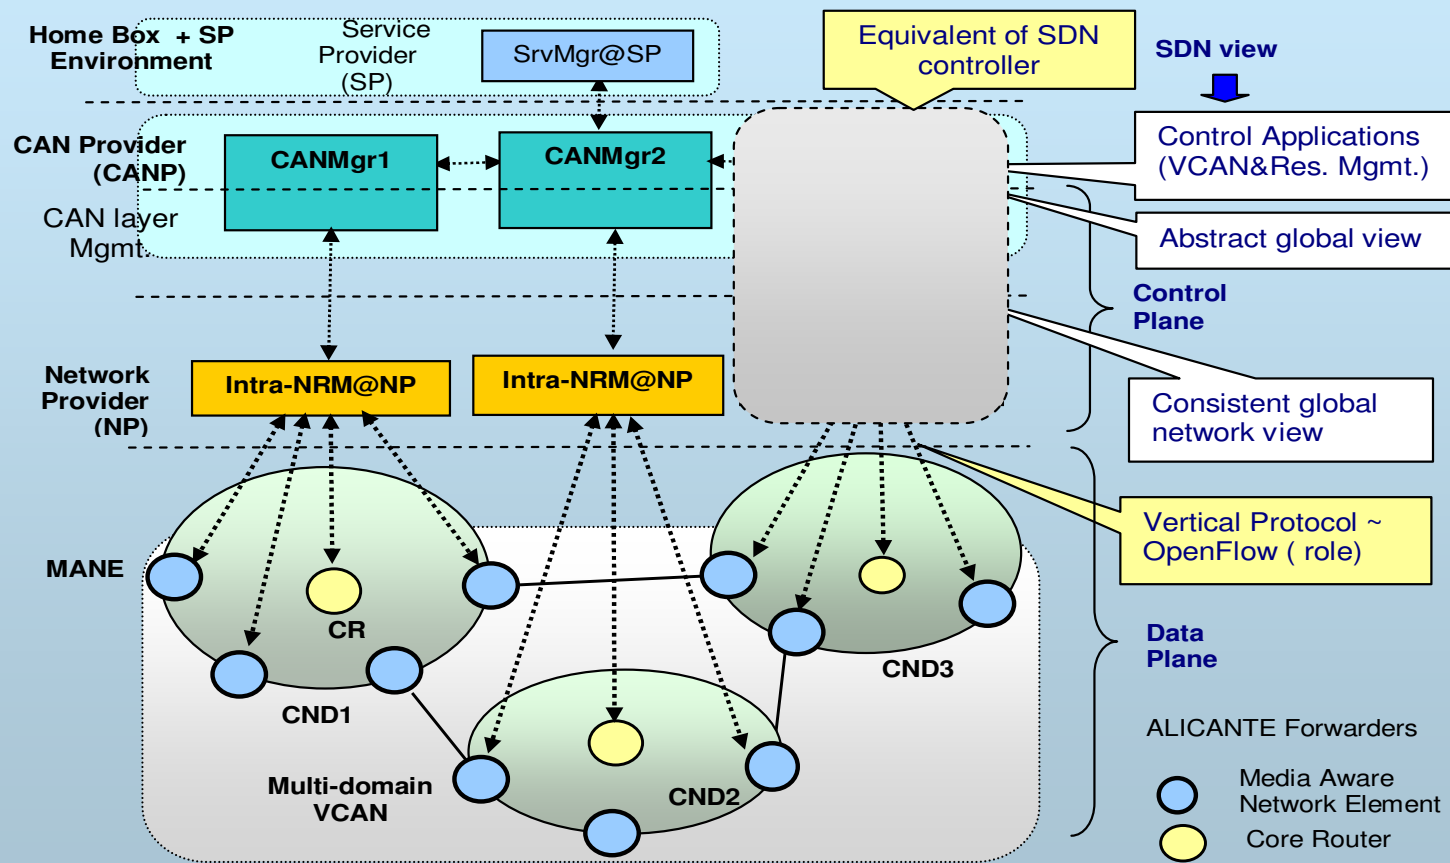 Home Box + SP
Environment
Service
Provider
(SP)
SrvMgr@SP
Equivalent of SDN
controller
SDN view
CAN Provider
(CANP)
CANMgr1
CANMgr2
Control Applications
(VCAN&Res. Mgmt.)
CAN layer
Mgmt.
Abstract global view
Control
Plane
Network
Provider
(NP)
Intra-NRM@NP
Intra-NRM@NP
Consistent global
network view
Vertical Protocol ~
OpenFlow ( role)
MANE
CR
CND1
CND3
Data
Plane
Multi-domain
VCAN
CND2
ALICANTE Forwarders
Media Aware
Network Element
Core Router